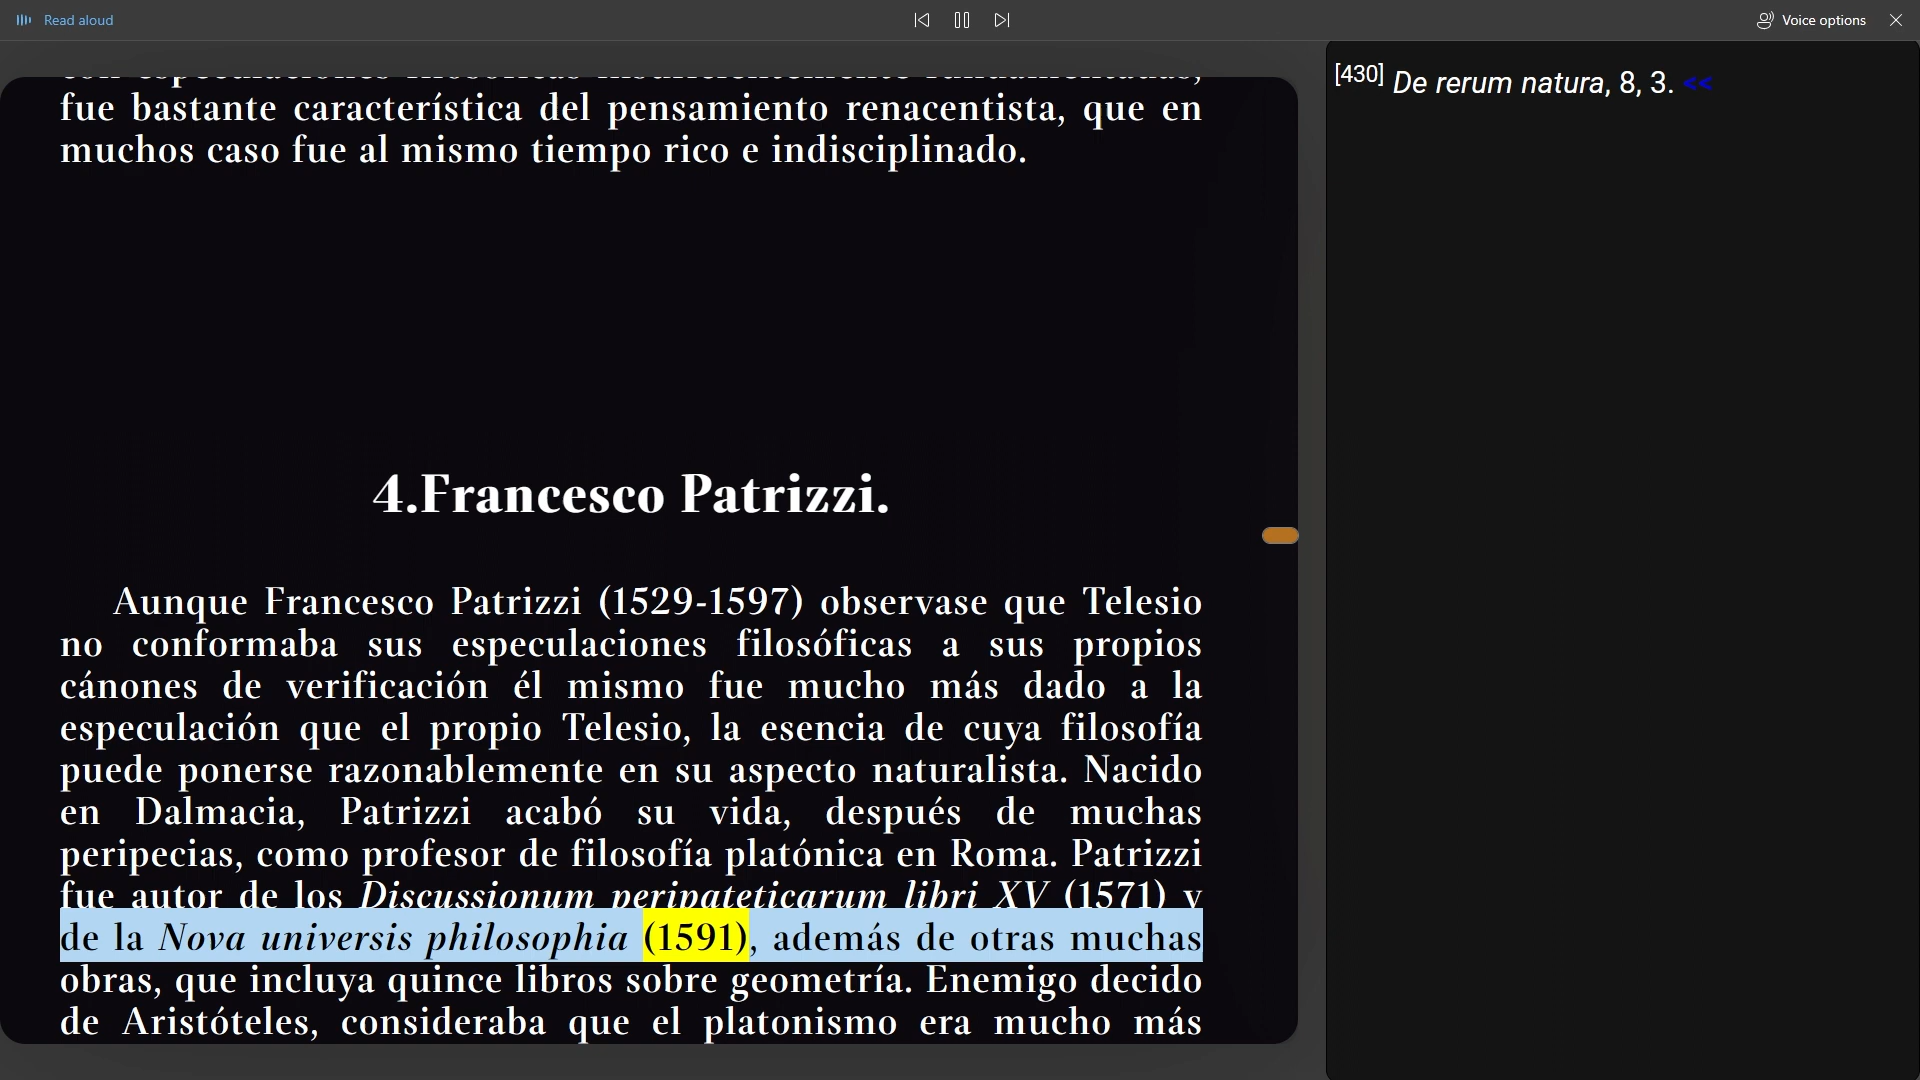 Read aloud
Voice options
con especulaciones filosóficas insuficientemente fundamentadas,
fue bastante característica del pensamiento renacentista, que en
muchos caso fue al mismo tiempo rico e indisciplinado.
4.Francesco Patrizzi.
Aunque Francesco Patrizzi (1529-1597) observase que Telesio
no conformaba sus especulaciones filosóficas a sus propios
cánones de verificación él mismo fue mucho más dado a la
especulación que el propio Telesio, la esencia de cuya filosofía
puede ponerse razonablemente en su aspecto naturalista. Nacido
en Dalmacia, Patrizzi acabó su vida, después de muchas
peripecias, como profesor de filosofía platónica en Roma. Patrizzi
fue autor de los Discussionum peripateticarum libri XV (1571) y
de la Nova universis philosophia (1591), además de otras muchas
obras, que incluya quince libros sobre geometría. Enemigo decido
de Aristóteles, consideraba que el platonismo era mucho más
[430] De rerum natura, 8, 3. <<